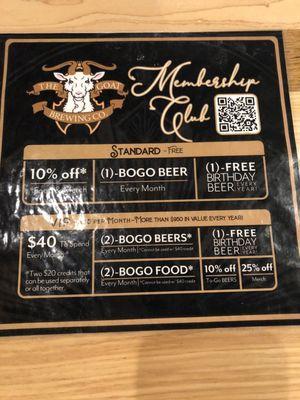 THE GOAT
BREWING CO.
Membership
Club
STANDARD - FREE
10% off*
(1)-BOGO BEER
Every Month
(1)-FREE
BIRTHDAY
BEER EVERY YEAR!
PER MONTH - MORE THAN $950 IN VALUE EVERY YEAR!
$40 To Spend
Every Month*
*Two $20 credits that
can be used separately
or all together.
(2)-BOGO BEERS*
Every Month | *Cannot be used w/ $40 credit
(1)-FREE
BIRTHDAY
BEER EVERY YEAR!
(2)-BOGO FOOD*
Every Month | *Cannot be used w/ $40 credit
10% off
To-Go BEERS
25% off
Merch